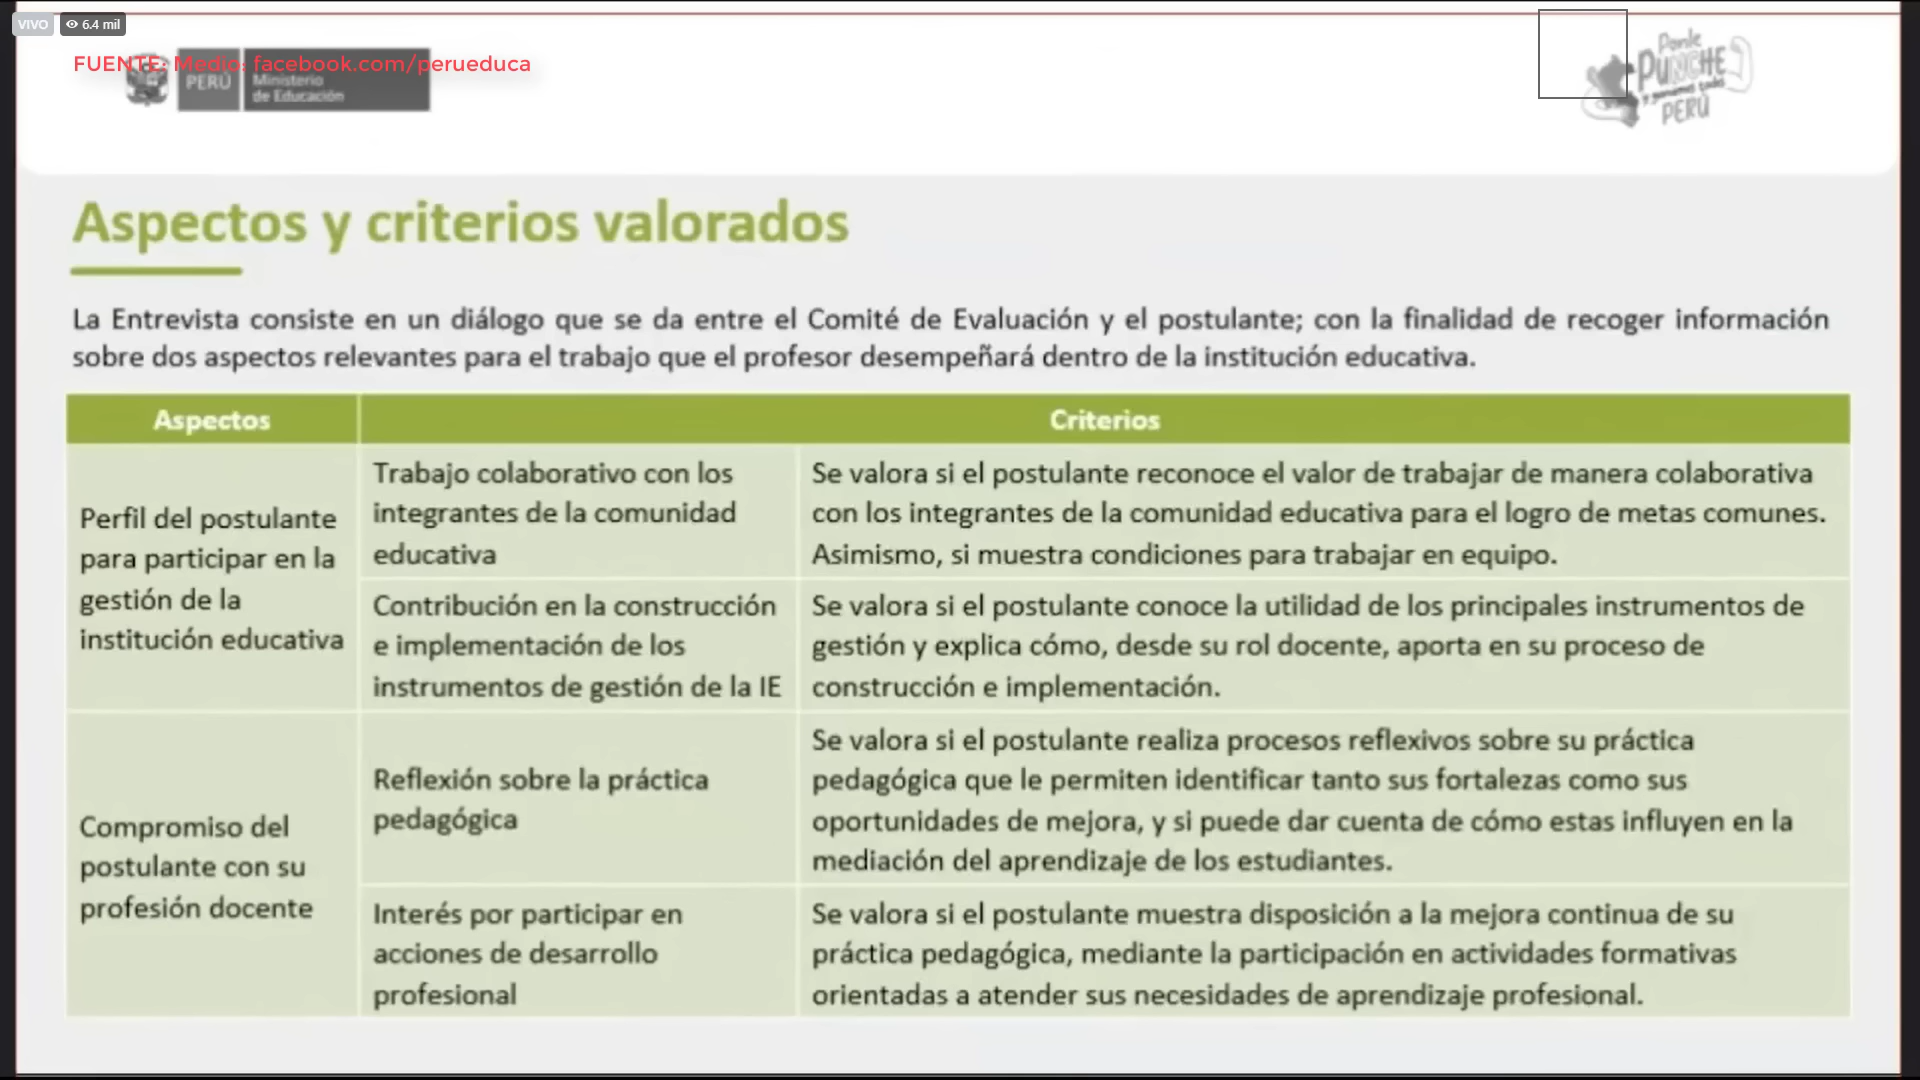 VIVO
6.4 mil
FUENTE: Medio: facebook.com/perueduca
PERÚ
Ministerio
de Educación
Ponle
PUNCHE
PERÚ
Aspectos y criterios valorados
La Entrevista consiste en un diálogo que se da entre el Comité de Evaluación y el postulante; con la finalidad de recoger información
sobre dos aspectos relevantes para el trabajo que el profesor desempeñará dentro de la institución educativa.
Aspectos
Criterios
Perfil del postulante
para participar en la
gestión de la
institución educativa
Trabajo colaborativo con los
integrantes de la comunidad
educativa
Se valora si el postulante reconoce el valor de trabajar de manera colaborativa
con los integrantes de la comunidad educativa para el logro de metas comunes.
Asimismo, si muestra condiciones para trabajar en equipo.
Contribución en la construcción
e implementación de los
instrumentos de gestión de la IE
Se valora si el postulante conoce la utilidad de los principales instrumentos de
gestión y explica cómo, desde su rol docente, aporta en su proceso de
construcción e implementación.
Compromiso del
postulante con su
profesión docente
Reflexión sobre la práctica
pedagógica
Se valora si el postulante realiza procesos reflexivos sobre su práctica
pedagógica que le permiten identificar tanto sus fortalezas como sus
oportunidades de mejora, y si puede dar cuenta de cómo estas influyen en la
mediación del aprendizaje de los estudiantes.
Interés por participar en
acciones de desarrollo
profesional
Se valora si el postulante muestra disposición a la mejora continua de su
práctica pedagógica, mediante la participación en actividades formativas
orientadas a atender sus necesidades de aprendizaje profesional.